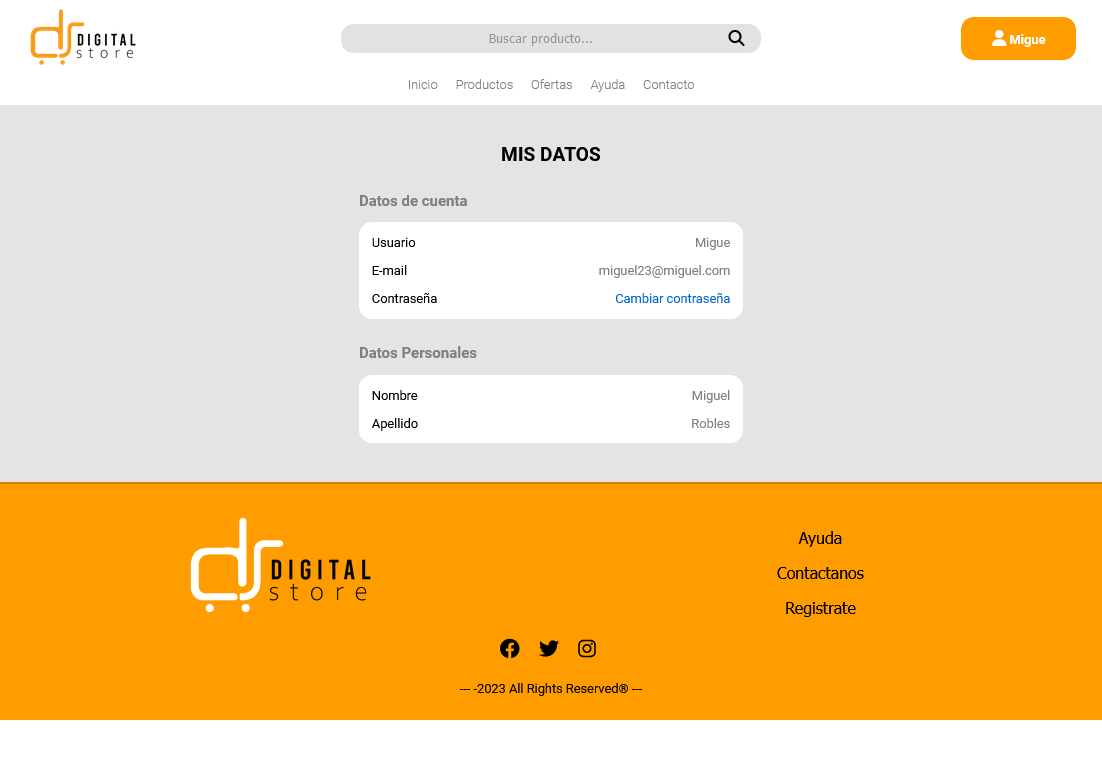 DIGITAL
store
Buscar producto...
Migue
Inicio Productos Ofertas Ayuda Contacto
MIS DATOS
Datos de cuenta
Usuario Migue
E-mail miguel23@miguel.com
Contraseña Cambiar contraseña
Datos Personales
Nombre Miguel
Apellido Robles
DIGITAL
store
Ayuda
Contactanos
Registrate
--- -2023 All Rights Reserved® ---